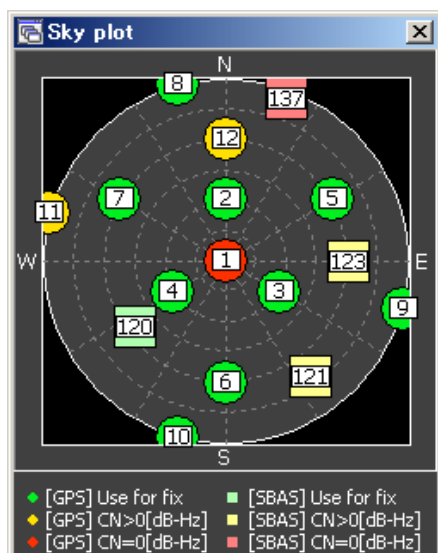 Sky plot
N
8
137
12
7
2
5
11
W
1
123
E
4
3
9
120
6
121
10
S
[GPS] Use for fix
[SBAS] Use for fix
[GPS] CN>0[dB-Hz]
[SBAS] CN>0[dB-Hz]
[GPS] CN=0[dB-Hz]
[SBAS] CN=0[dB-Hz]